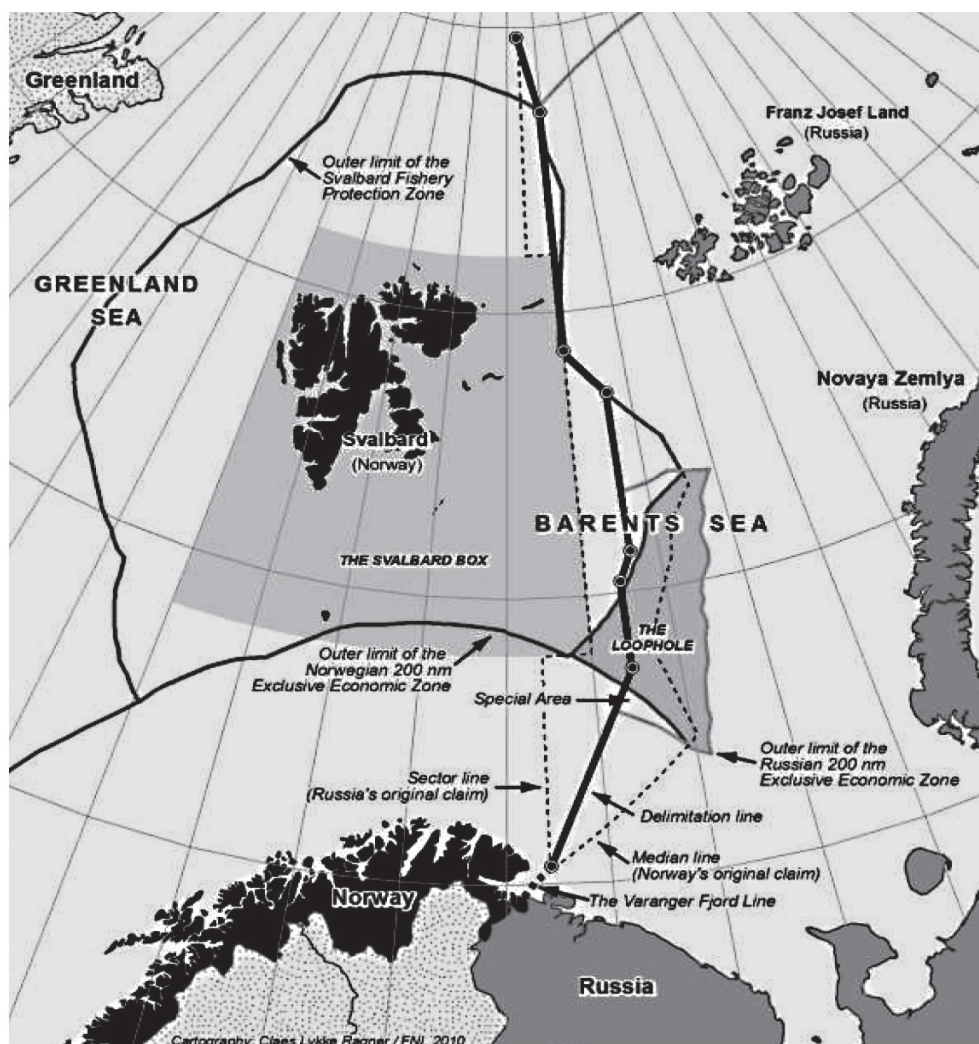 Greenland
Franz Josef Land
(Russia)
Outer limit of the
Svalbard Fishery
Protection Zone
GREENLAND
SEA
Novaya Zemlya
(Russia)
Svalbard
(Norway)
BARENTS SEA
THE SVALBARD BOX
THE
LOOPHOLE
Outer limit of the
Norwegian 200 nm
Exclusive Economic Zone
Special Area
Outer limit of the
Russian 200 nm
Exclusive Economic Zone
Sector line
(Russia's original claim)
Delimitation line
Median line
(Norway's original claim)
Norway
The Varanger Fjord Line
Russia
Cartography: Claes Lykke Ragner / FNI, 2010